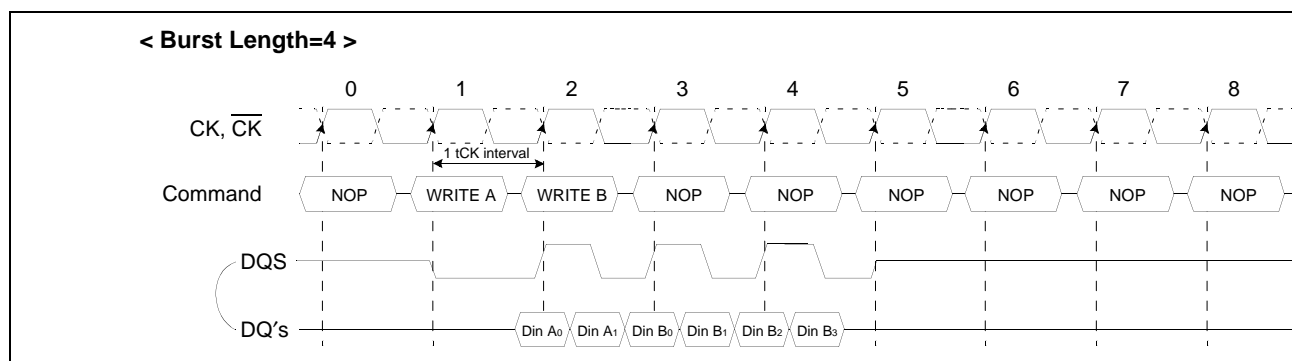 < Burst Length=4 >
0 1 2 3 4 5 6 7 8
CK, C̅K̅
1 tCK interval
Command NOP WRITE A WRITE B NOP NOP NOP NOP NOP NOP
DQS
DQ's Din A₀ Din A₁ Din B₀ Din B₁ Din B₂ Din B₃